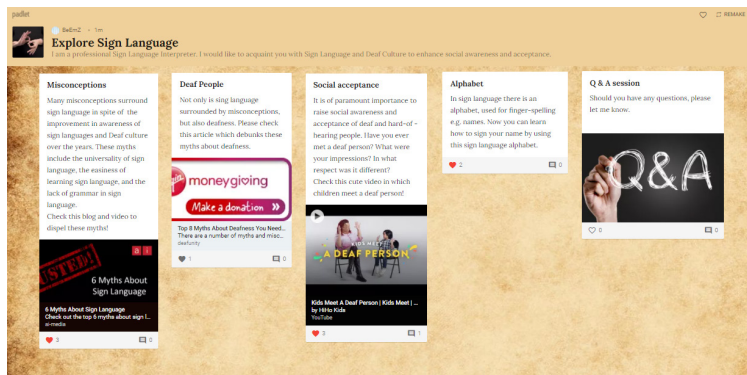 padlet
REMAKE
BeEmZ • 1m
Explore Sign Language
I am a professional Sign Language Interpreter. I would like to acquaint you with Sign Language and Deaf Culture to enhance social awareness and acceptance.
Misconceptions
Many misconceptions surround
sign language in spite of the
improvement in awareness of
sign languages and Deaf culture
over the years. These myths
include the universality of sign
language, the easiness of
learning sign language, and the
lack of grammar in sign
language.
Check this blog and video to
dispel these myths!
STED!
ai
6 Myths About
Sign Language
6 Myths About Sign Language
Check out the top 6 myths about sign l...
ai-media
3
0
Deaf People
Not only is sing language
surrounded by misconceptions,
but also deafness. Please check
this article which debunks these
myths about deafness.
money giving
Make a donation »
Top 8 Myths About Deafness You Need...
There are a number of myths and misc...
deafunity
1
0
Social acceptance
It is of paramount importance to
raise social awareness and
acceptance of deaf and hard-of-
hearing people. Have you ever
met a deaf person? What were
your impressions? In what
respect was it different?
Check this cute video in which
children meet a deaf person!
KIDS MEET
A DEAF PERSON
Kids Meet A Deaf Person | Kids Meet | ...
by HiHo Kids
YouTube
3
1
Alphabet
In sign language there is an
alphabet, used for finger-spelling
e.g. names. Now you can learn
how to sign your name by using
this sign language alphabet.
2
0
Q & A session
Should you have any questions, please
let me know.
Q&A
0
0